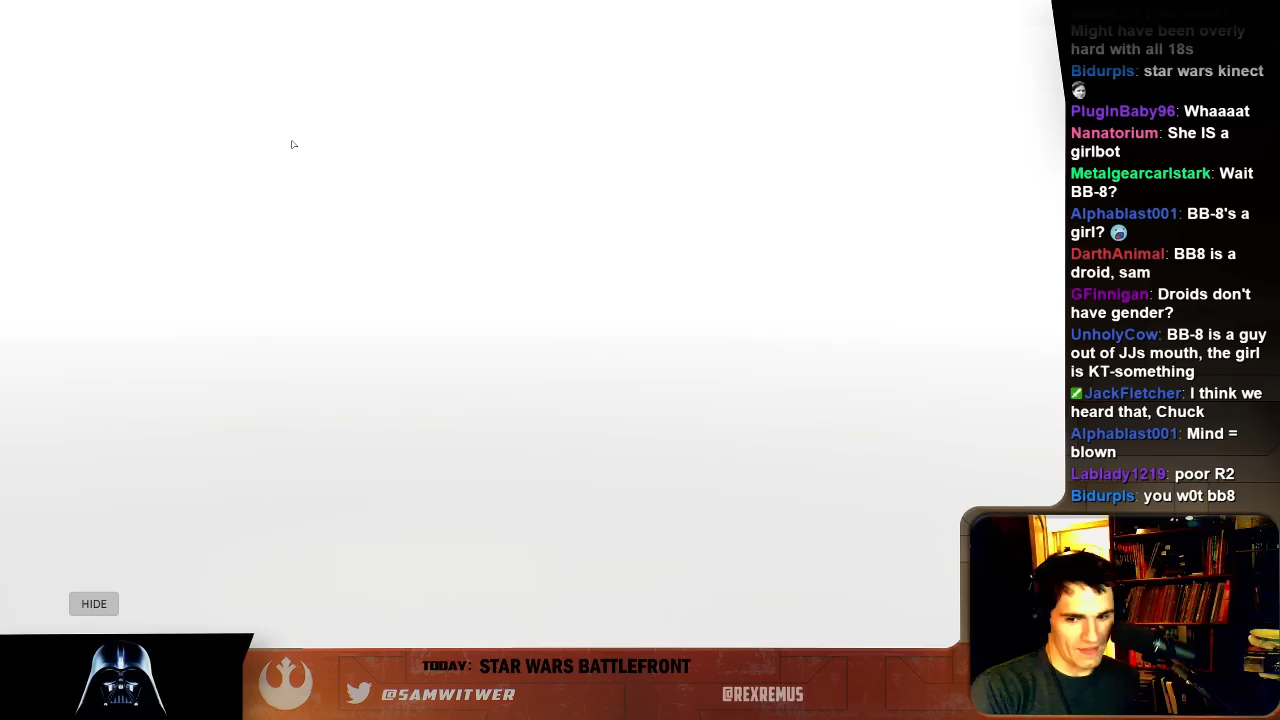 Might have been overly
hard with all 18s
Bidurpls: star wars kinect
PlugInBaby96: Whaaaat
Nanatorium: She IS a
girlbot
Metalgearcarlstark: Wait
BB-8?
Alphablast001: BB-8's a
girl?
DarthAnimal: BB8 is a
droid, sam
GFinnigan: Droids don't
have gender?
UnholyCow: BB-8 is a guy
out of JJs mouth, the girl
is KT-something
JackFletcher: I think we
heard that, Chuck
Alphablast001: Mind =
blown
Lablady1219: poor R2
Bidurpls: you w0t bb8
HIDE
TODAY: STAR WARS BATTLEFRONT
@SAMWITWER
@REXREMUS